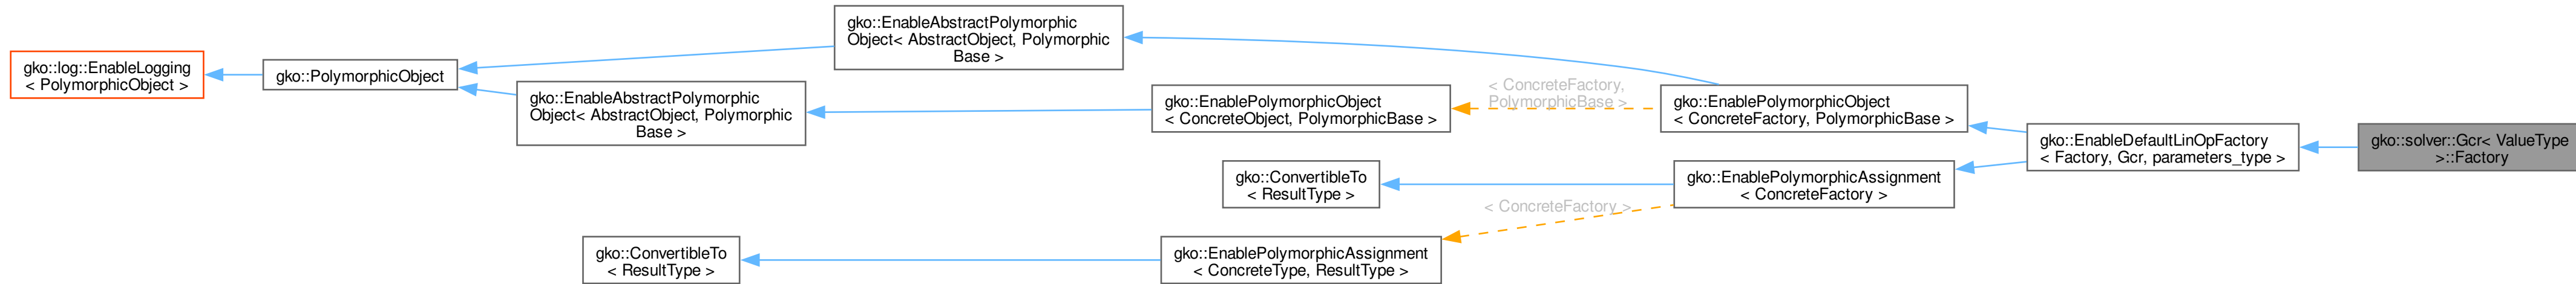 gko::log::EnableLogging
< PolymorphicObject >
gko::PolymorphicObject
gko::EnableAbstractPolymorphic
Object< AbstractObject, Polymorphic
Base >
gko::EnableAbstractPolymorphic
Object< AbstractObject, Polymorphic
Base >
gko::EnablePolymorphicObject
< ConcreteObject, PolymorphicBase >
< ConcreteFactory,
PolymorphicBase >
gko::EnablePolymorphicObject
< ConcreteFactory, PolymorphicBase >
gko::ConvertibleTo
< ResultType >
gko::EnablePolymorphicAssignment
< ConcreteFactory >
< ConcreteFactory >
gko::ConvertibleTo
< ResultType >
gko::EnablePolymorphicAssignment
< ConcreteType, ResultType >
gko::EnableDefaultLinOpFactory
< Factory, Gcr, parameters_type >
gko::solver::Gcr< ValueType
>::Factory